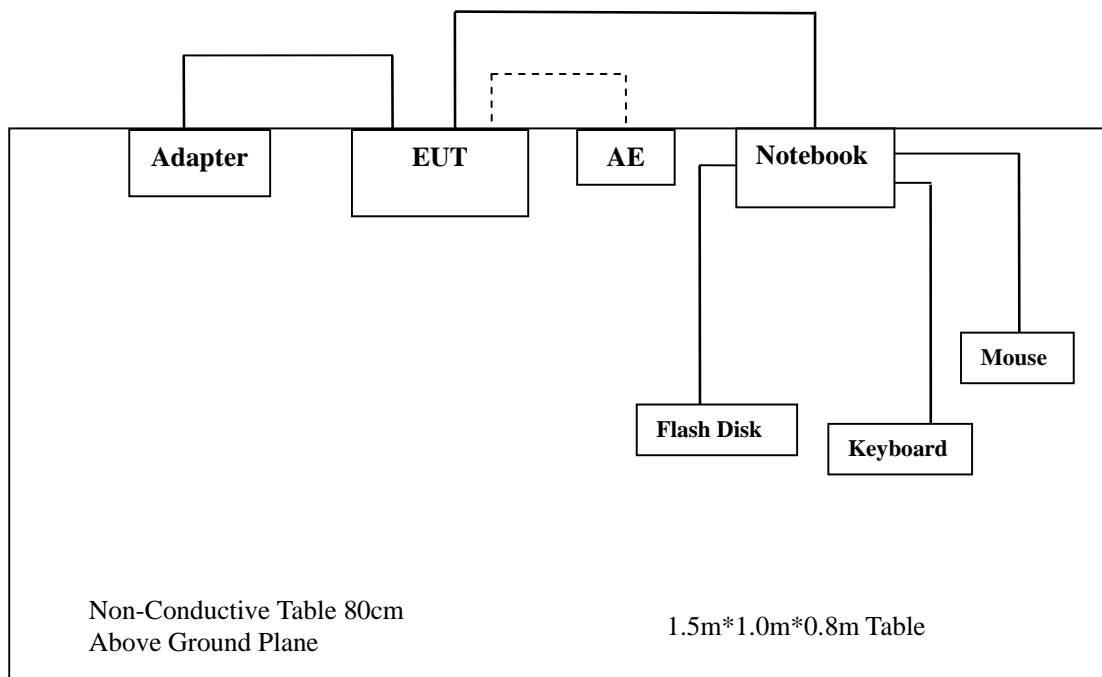 Adapter
EUT
AE
Notebook
Mouse
Flash Disk
Keyboard
Non-Conductive Table 80cm
Above Ground Plane
1.5m*1.0m*0.8m Table